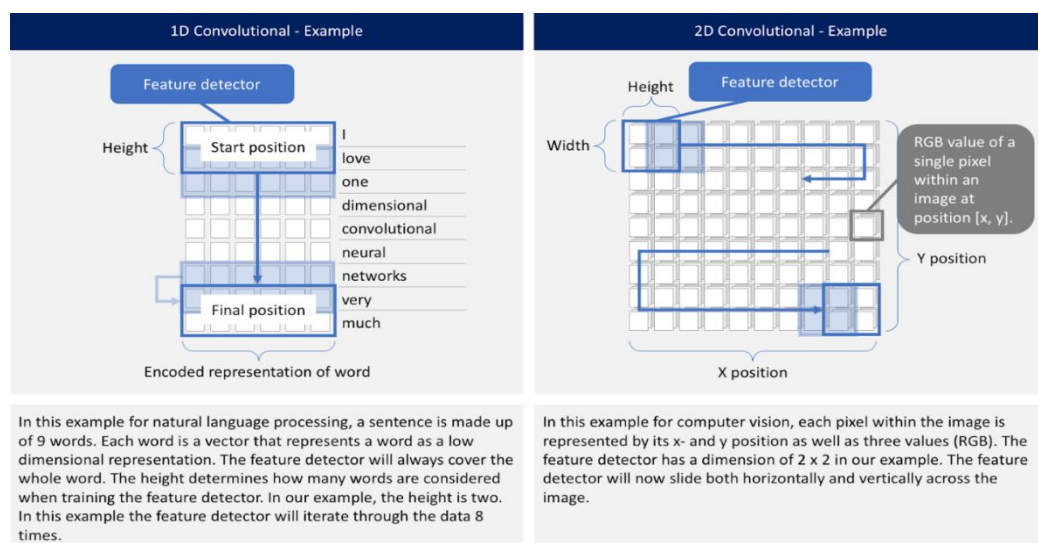 1D Convolutional - Example
Feature detector
Height
Start position
I
love
one
dimensional
convolutional
neural
networks
very
much
Final position
Encoded representation of word
In this example for natural language processing, a sentence is made up
of 9 words. Each word is a vector that represents a word as a low
dimensional representation. The feature detector will always cover the
whole word. The height determines how many words are considered
when training the feature detector. In our example, the height is two.
In this example the feature detector will iterate through the data 8
times.
2D Convolutional - Example
Height
Feature detector
Width
RGB value of a
single pixel
within an
image at
position [x, y].
Y position
X position
In this example for computer vision, each pixel within the image is
represented by its x- and y position as well as three values (RGB). The
feature detector has a dimension of 2 x 2 in our example. The feature
detector will now slide both horizontally and vertically across the
image.